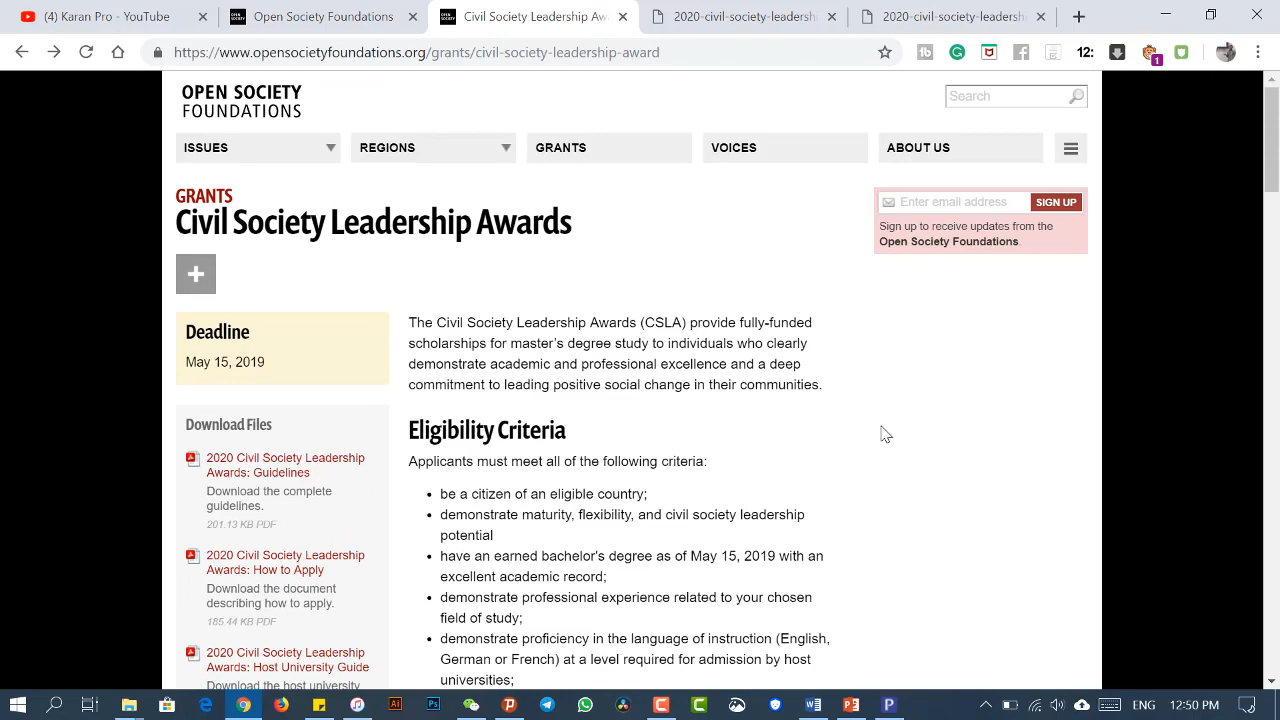 (4) Karan Pro - YouTube
Civil Society Leadership Aw
2020-civil-society-leadersh
2020-civil-society-leadersh
https://www.opensocietyfoundations.org/grants/civil-society-leadership-award
12:
1
OPEN SOCIETY
FOUNDATIONS
Search
ISSUES
REGIONS
GRANTS
VOICES
ABOUT US
GRANTS
Civil Society Leadership Awards
Enter email address
SIGN UP
Sign up to receive updates from the
Open Society Foundations.
Deadline
May 15, 2019
The Civil Society Leadership Awards (CSLA) provide fully-funded
scholarships for master's degree study to individuals who clearly
demonstrate academic and professional excellence and a deep
commitment to leading positive social change in their communities.
Download Files
2020 Civil Society Leadership
Awards: Guidelines
Download the complete
guidelines.
201.13 KB PDF
2020 Civil Society Leadership
Awards: How to Apply
Download the document
describing how to apply.
185.44 KB PDF
2020 Civil Society Leadership
Awards: Host University Guide
Download the host university
Eligibility Criteria
Applicants must meet all of the following criteria:
• be a citizen of an eligible country;
• demonstrate maturity, flexibility, and civil society leadership
potential
• have an earned bachelor's degree as of May 15, 2019 with an
excellent academic record;
• demonstrate professional experience related to your chosen
field of study;
• demonstrate proficiency in the language of instruction (English,
German or French) at a level required for admission by host
universities;
ENG
12:50 PM